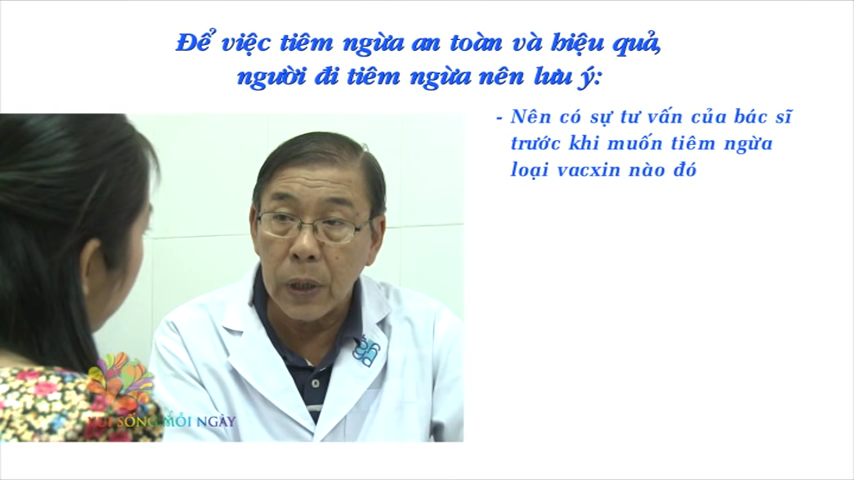 Để việc tiêm ngừa an toàn và hiệu quả,
người đi tiêm ngừa nên lưu ý:
- Nên có sự tư vấn của bác sĩ
trước khi muốn tiêm ngừa
loại vacxin nào đó
SỐNG MỖI NGÀY